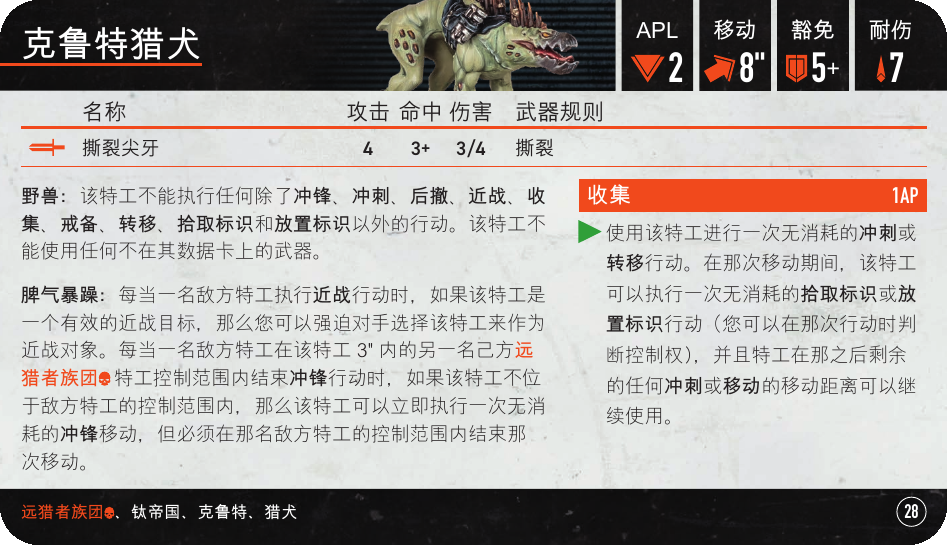 克鲁特猎犬
APL 移动 豁免 耐伤
2 8" 5+ 7
名称 攻击 命中 伤害 武器规则
撕裂尖牙 4 3+ 3/4 撕裂
野兽：该特工不能执行任何除了冲锋、冲刺、后撤、近战、收
集、戒备、转移、拾取标识和放置标识以外的行动。该特工不
能使用任何不在其数据卡上的武器。
脾气暴躁：每当一名敌方特工执行近战行动时，如果该特工是
一个有效的近战目标，那么您可以强迫对手选择该特工来作为
近战对象。每当一名敌方特工在该特工 3" 内的另一名己方远
猎者族团特工控制范围内结束冲锋行动时，如果该特工不位
于敌方特工的控制范围内，那么该特工可以立即执行一次无消
耗的冲锋移动，但必须在那名敌方特工的控制范围内结束那
次移动。
收集 1AP
使用该特工进行一次无消耗的冲刺或
转移行动。在那次移动期间，该特工
可以执行一次无消耗的拾取标识或放
置标识行动（您可以在那次行动时判
断控制权），并且特工在那之后剩余
的任何冲刺或移动的移动距离可以继
续使用。
远猎者族团、钛帝国、克鲁特、猎犬
28